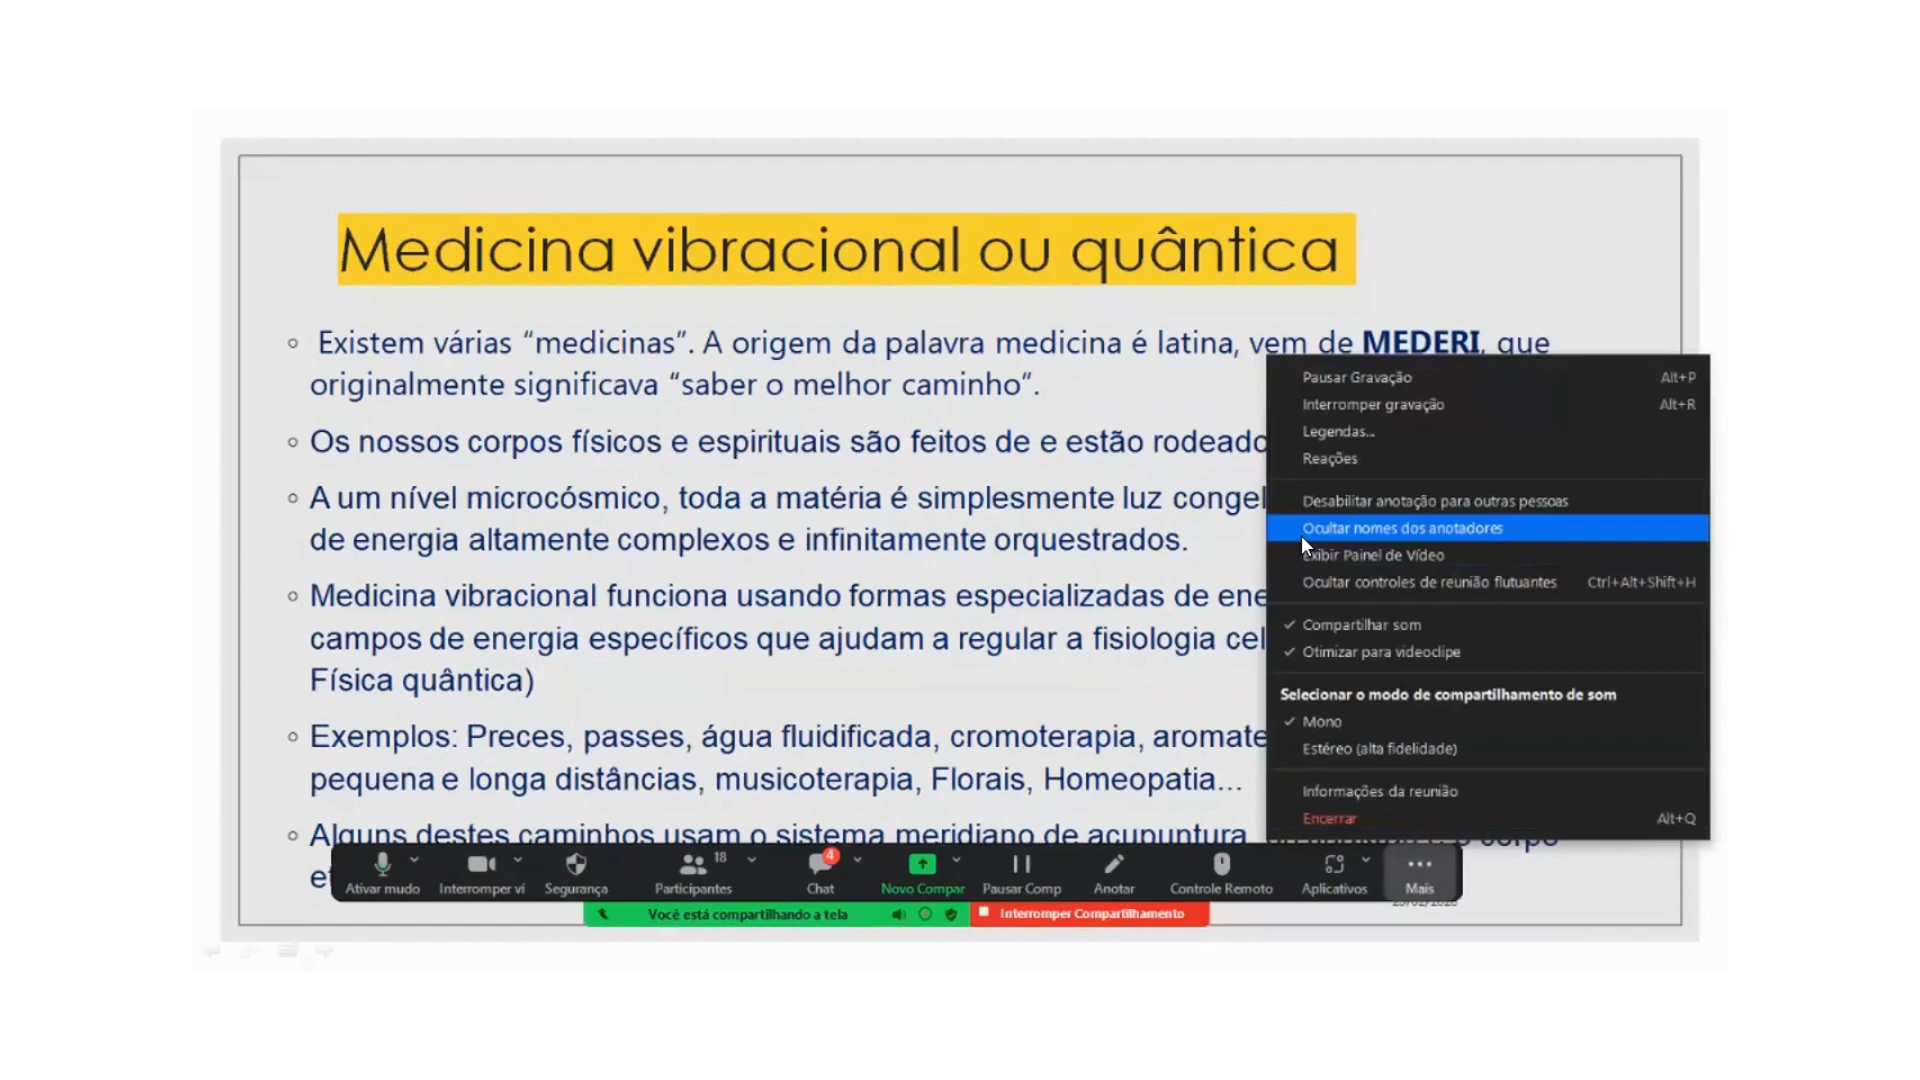 Medicina vibracional ou quântica
Existem várias “medicinas”. A origem da palavra medicina é latina, vem de MEDERI, que
originalmente significava “saber o melhor caminho”.
Os nossos corpos físicos e espirituais são feitos de e estão
A um nível microcósmico, toda a matéria é simplesmente luz
de energia altamente complexos e infinitamente orquestrados.
Medicina vibracional funciona usando formas especializadas de
campos de energia específicos que ajudam a regular a fisiologia
Física quântica)
Exemplos: Preces, passes, água fluidificada, cromoterapia,
pequena e longa distâncias, musicoterapia, Florais, Homeopatia...
Alguns destes caminhos usam o sistema meridiano de acupuntura, corpo
Pausar Gravação Alt+P
Interromper gravação Alt+R
Legendas...
Reações
Desabilitar anotação para outras pessoas
Ocultar nomes dos anotadores
Exibir Painel de Vídeo
Ocultar controles de reunião flutuantes Ctrl+Alt+Shift+H
✓ Compartilhar som
✓ Otimizar para videoclipe
Selecionar o modo de compartilhamento de som
✓ Mono
Estéreo (alta fidelidade)
Informações da reunião
Encerrar Alt+Q
18 4
Ativar mudo Interromper ví Segurança Participantes Chat Novo Compar Pausar Comp Anotar Controle Remoto Aplicativos Mais
Você está compartilhando a tela Interromper Compartilhamento